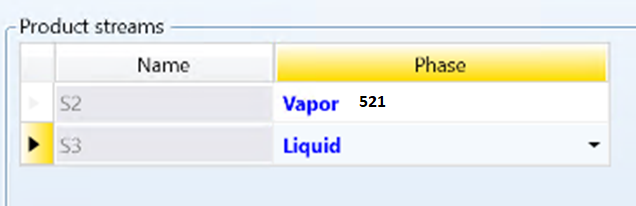 Product streams
Name Phase
S2 Vapor 521
S3 Liquid